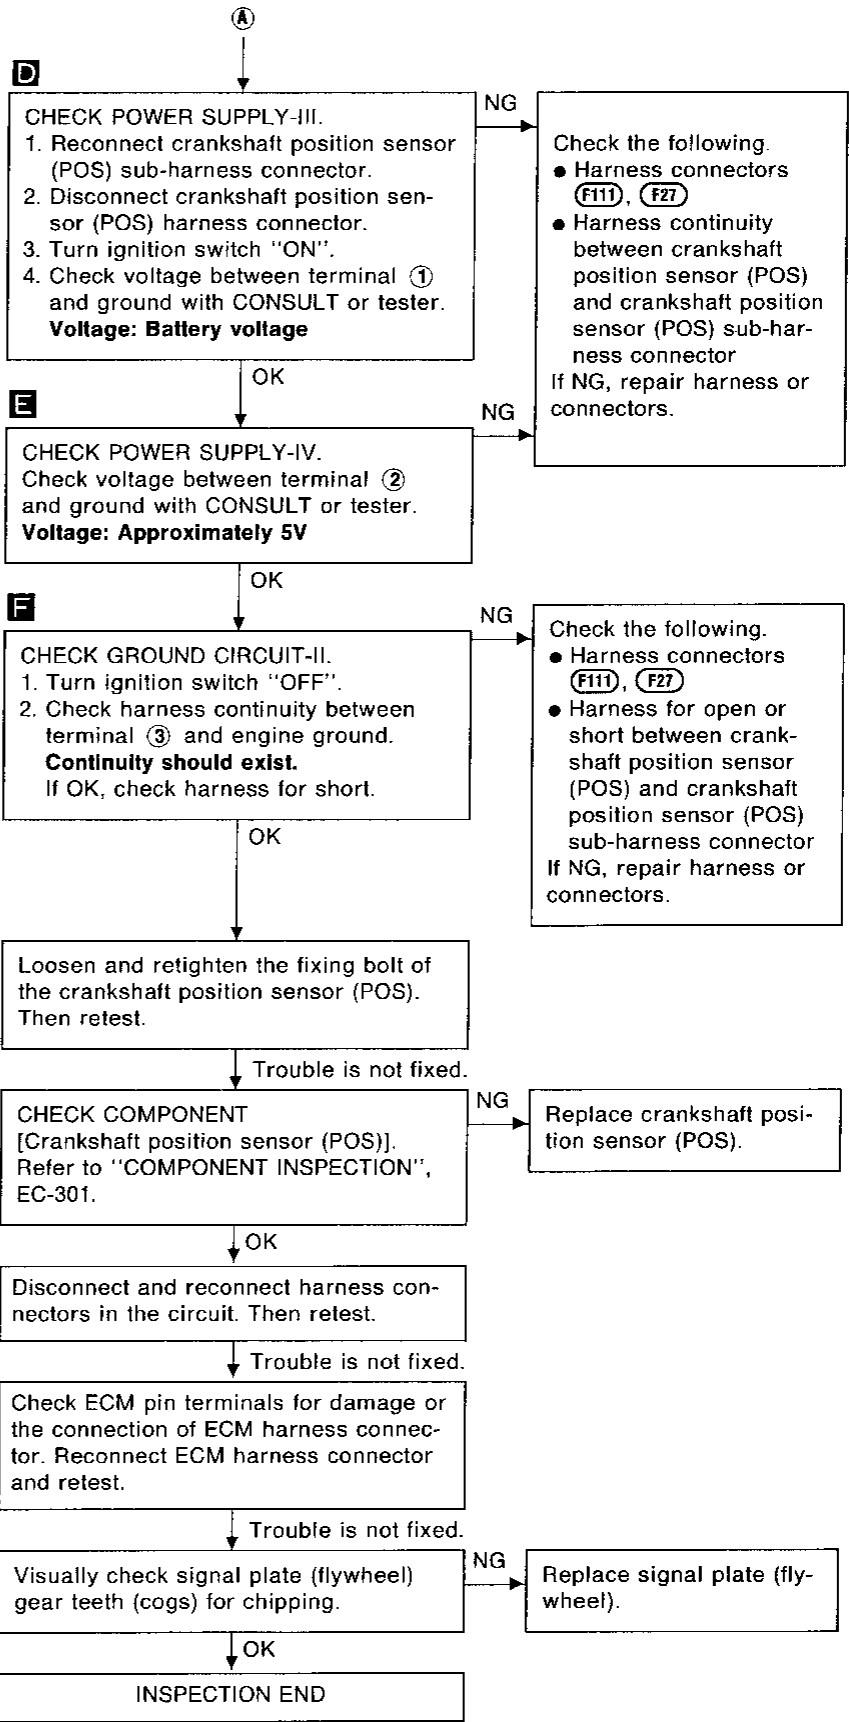 A
D
CHECK POWER SUPPLY-III.
1. Reconnect crankshaft position sensor
(POS) sub-harness connector.
2. Disconnect crankshaft position sen-
sor (POS) harness connector.
3. Turn ignition switch "ON".
4. Check voltage between terminal ①
and ground with CONSULT or tester.
Voltage: Battery voltage
NG
Check the following.
● Harness connectors
F111, F27
● Harness continuity
between crankshaft
position sensor (POS)
and crankshaft position
sensor (POS) sub-har-
ness connector
If NG, repair harness or
connectors.
OK
E
CHECK POWER SUPPLY-IV.
Check voltage between terminal ②
and ground with CONSULT or tester.
Voltage: Approximately 5V
NG
OK
F
CHECK GROUND CIRCUIT-II.
1. Turn ignition switch "OFF".
2. Check harness continuity between
terminal ③ and engine ground.
Continuity should exist.
If OK, check harness for short.
NG
Check the following.
● Harness connectors
F111, F27
● Harness for open or
short between crank-
shaft position sensor
(POS) and crankshaft
position sensor (POS)
sub-harness connector
If NG, repair harness or
connectors.
OK
Loosen and retighten the fixing bolt of
the crankshaft position sensor (POS).
Then retest.
Trouble is not fixed.
CHECK COMPONENT
[Crankshaft position sensor (POS)].
Refer to "COMPONENT INSPECTION",
EC-301.
NG
Replace crankshaft posi-
tion sensor (POS).
OK
Disconnect and reconnect harness con-
nectors in the circuit. Then retest.
Trouble is not fixed.
Check ECM pin terminals for damage or
the connection of ECM harness connec-
tor. Reconnect ECM harness connector
and retest.
Trouble is not fixed.
Visually check signal plate (flywheel)
gear teeth (cogs) for chipping.
NG
Replace signal plate (fly-
wheel).
OK
INSPECTION END